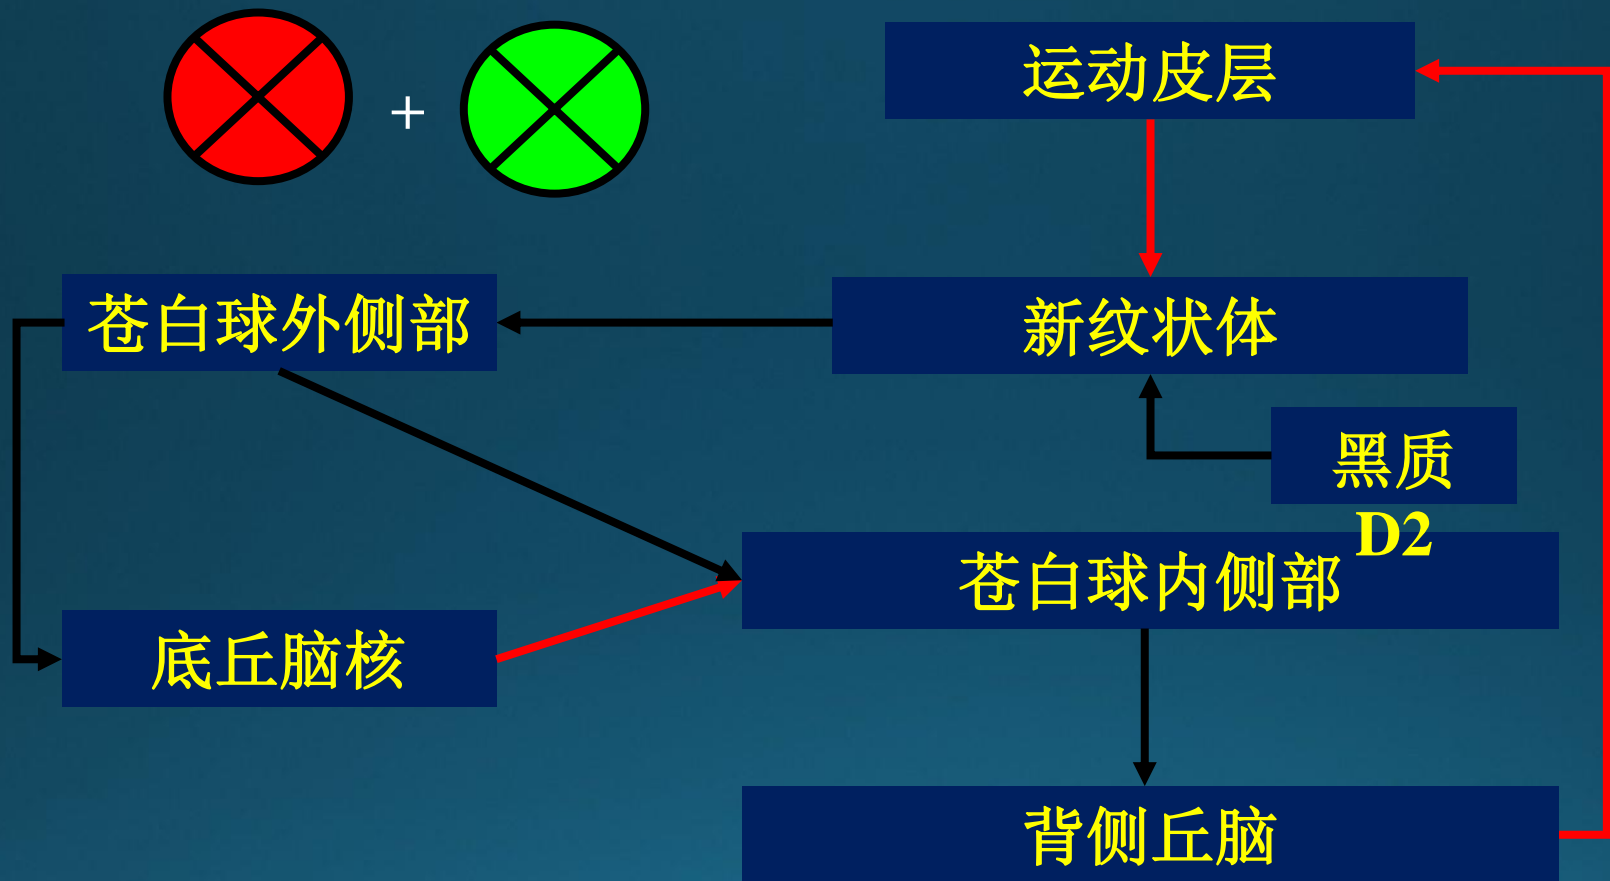 +
运动皮层
苍白球外侧部
新纹状体
黑质
D2
苍白球内侧部
底丘脑核
背侧丘脑